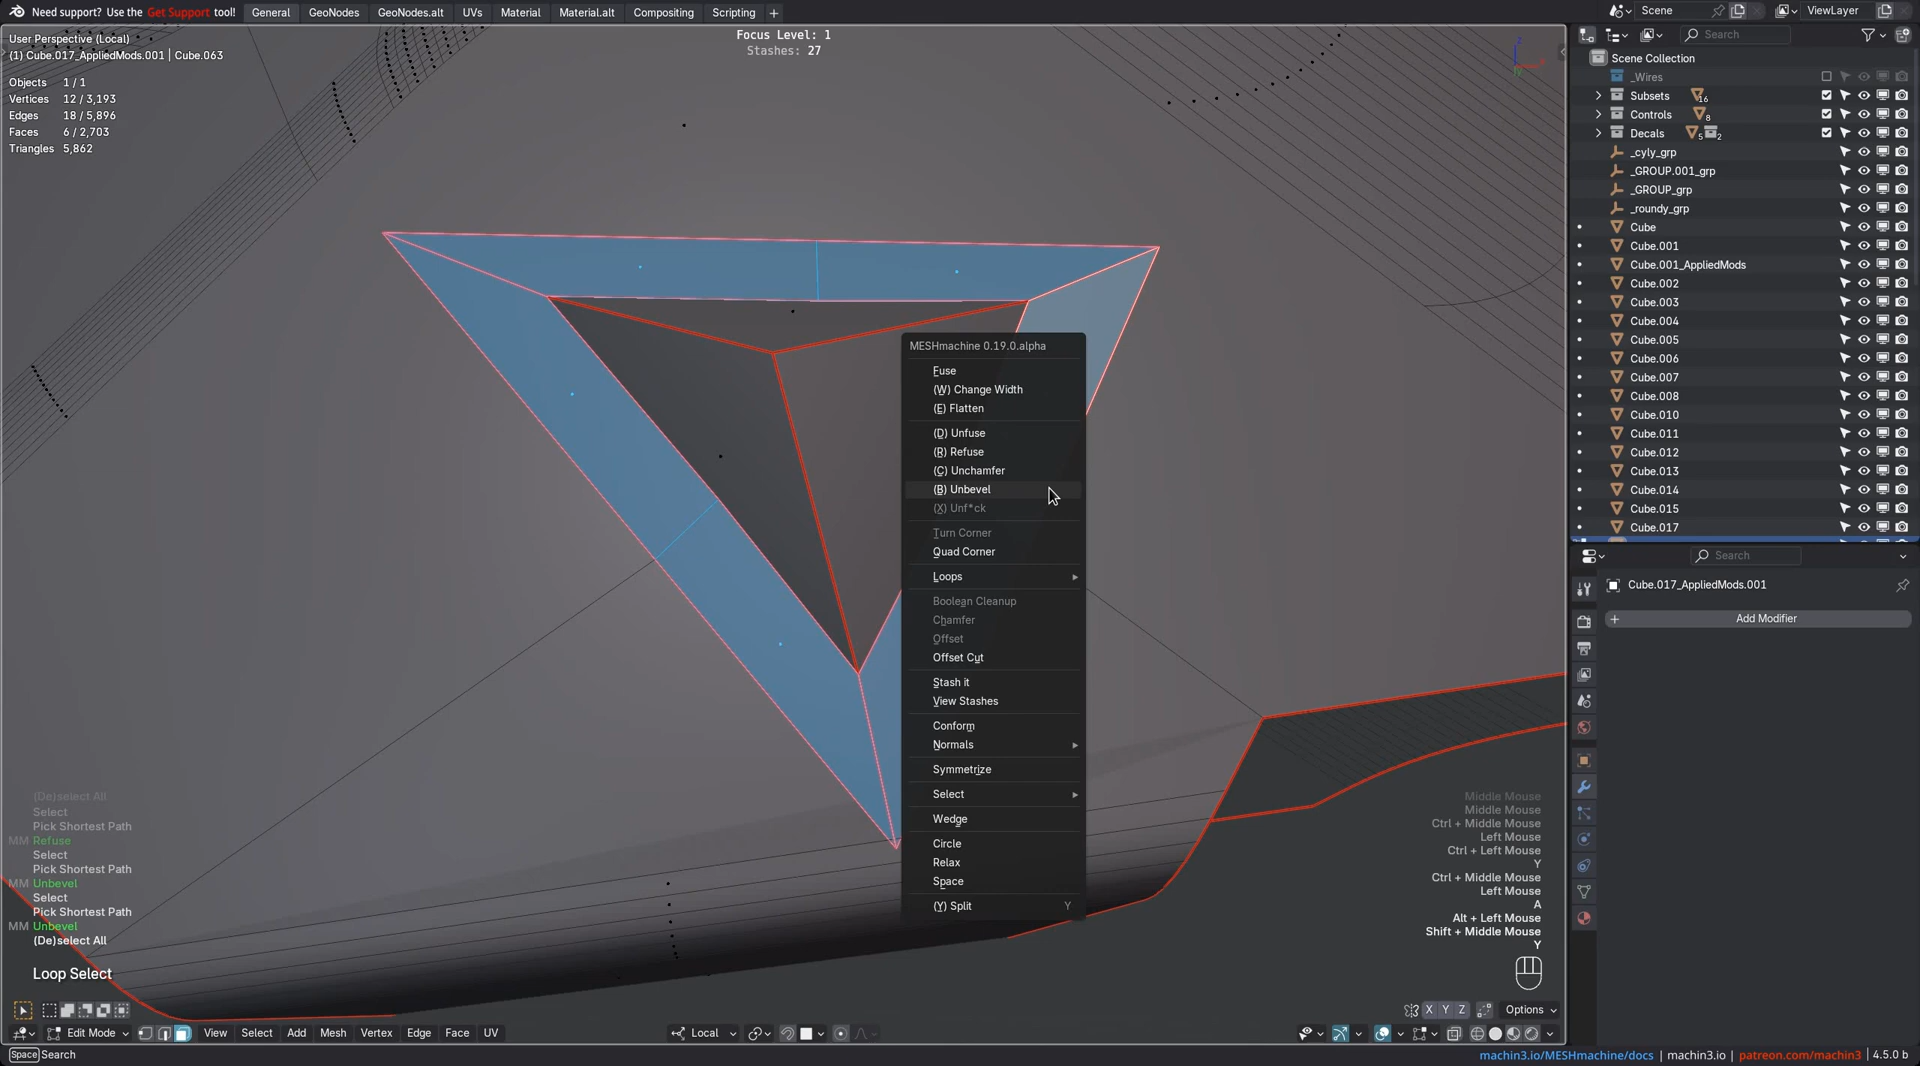 Need support? Use the Get Support tool!
General
GeoNodes
GeoNodes.alt
UVs
Material
Material.alt
Compositing
Scripting
Scene
ViewLayer
User Perspective (Local)
(1) Cube.017_AppliedMods.001 | Cube.063
Focus Level: 1
Stashes: 27
Objects 1 / 1
Vertices 12 / 3,193
Edges 18 / 5,896
Faces 6 / 2,703
Triangles 5,862
Z
Y
MESHmachine 0.19.0.alpha
Fuse
(W) Change Width
(E) Flatten
(D) Unfuse
(R) Refuse
(C) Unchamfer
(B) Unbevel
(X) Unf*ck
Turn Corner
Quad Corner
Loops
Boolean Cleanup
Chamfer
Offset
Offset Cut
Stash it
View Stashes
Conform
Normals
Symmetrize
Select
Wedge
Circle
Relax
Space
(Y) Split Y
(De)select All
Select
Pick Shortest Path
MM Refuse
Select
Pick Shortest Path
MM Unbevel
Select
Pick Shortest Path
MM Unbevel
(De)select All
Loop Select
Middle Mouse
Middle Mouse
Ctrl + Middle Mouse
Left Mouse
Ctrl + Left Mouse
Y
Ctrl + Middle Mouse
Left Mouse
A
Alt + Left Mouse
Shift + Middle Mouse
Y
X Y Z
Options
Edit Mode
View
Select
Add
Mesh
Vertex
Edge
Face
UV
Local
Space Search
machin3.io/MESHmachine/docs | machin3.io | patreon.com/machin3 | 4.5.0 b
Search
Scene Collection
_Wires
Subsets 16
Controls 8
Decals 5 2
_cyly_grp
_GROUP.001_grp
_GROUP_grp
_roundy_grp
Cube
Cube.001
Cube.001_AppliedMods
Cube.002
Cube.003
Cube.004
Cube.005
Cube.006
Cube.007
Cube.008
Cube.010
Cube.011
Cube.012
Cube.013
Cube.014
Cube.015
Cube.017
Search
Cube.017_AppliedMods.001
Add Modifier